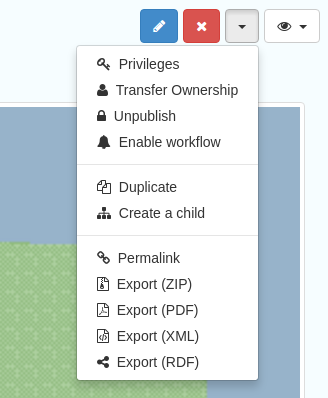 Privileges
Transfer Ownership
Unpublish
Enable workflow
Duplicate
Create a child
Permalink
Export (ZIP)
Export (PDF)
Export (XML)
Export (RDF)